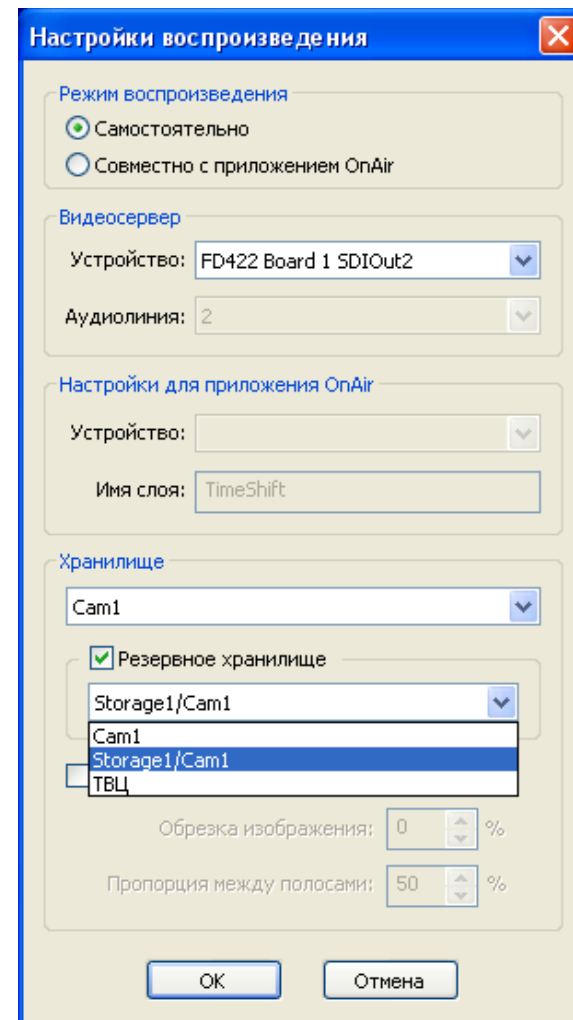 Настройки воспроизведения
Режим воспроизведения
Самостоятельно
Совместно с приложением OnAir
Видеосервер
Устройство: FD422 Board 1 SDIOut2
Аудиолиния: 2
Настройки для приложения OnAir
Устройство:
Имя слоя: TimeShift
Хранилище
Cam1
Резервное хранилище
Storage1/Cam1
Cam1
Storage1/Cam1
ТВЦ
Обрезка изображения: 0 %
Пропорция между полосами: 50 %
OK Отмена